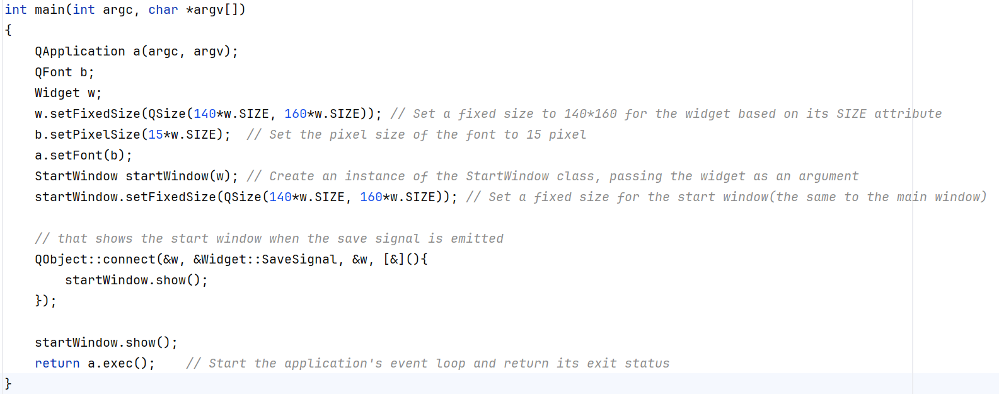 int main(int argc, char *argv[])
{
    QApplication a(argc, argv);
    QFont b;
    Widget w;
    w.setFixedSize(QSize(140*w.SIZE, 160*w.SIZE)); // Set a fixed size to 140*160 for the widget based on its SIZE attribute
    b.setPixelSize(15*w.SIZE);  // Set the pixel size of the font to 15 pixel
    a.setFont(b);
    StartWindow startWindow(w); // Create an instance of the StartWindow class, passing the widget as an argument
    startWindow.setFixedSize(QSize(140*w.SIZE, 160*w.SIZE)); // Set a fixed size for the start window(the same to the main window)

    // that shows the start window when the save signal is emitted
    QObject::connect(&w, &Widget::SaveSignal, &w, [&](){
        startWindow.show();
    });

    startWindow.show();
    return a.exec();    // Start the application's event loop and return its exit status
}